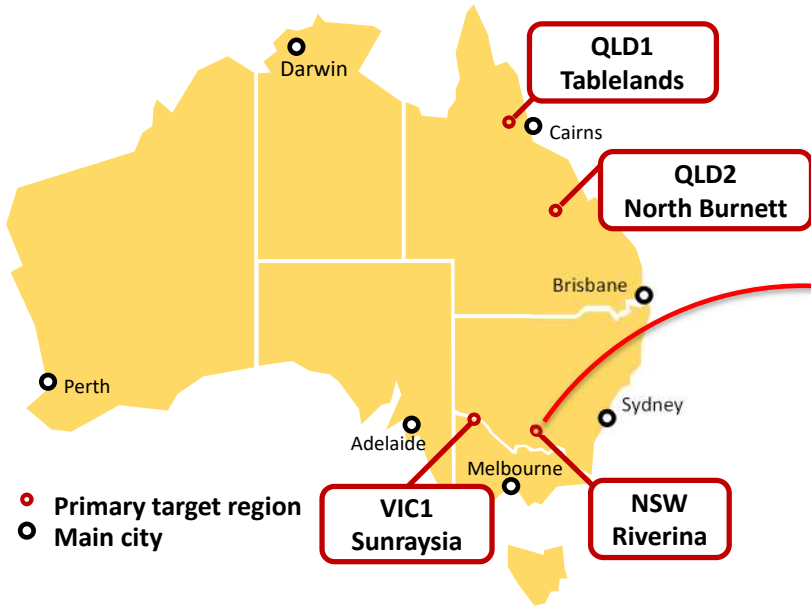 QLD1
Tablelands
Darwin
Cairns
QLD2
North Burnett
Brisbane
Perth
Sydney
Adelaide
Melbourne
Primary target region
Main city
VIC1
Sunraysia
NSW
Riverina